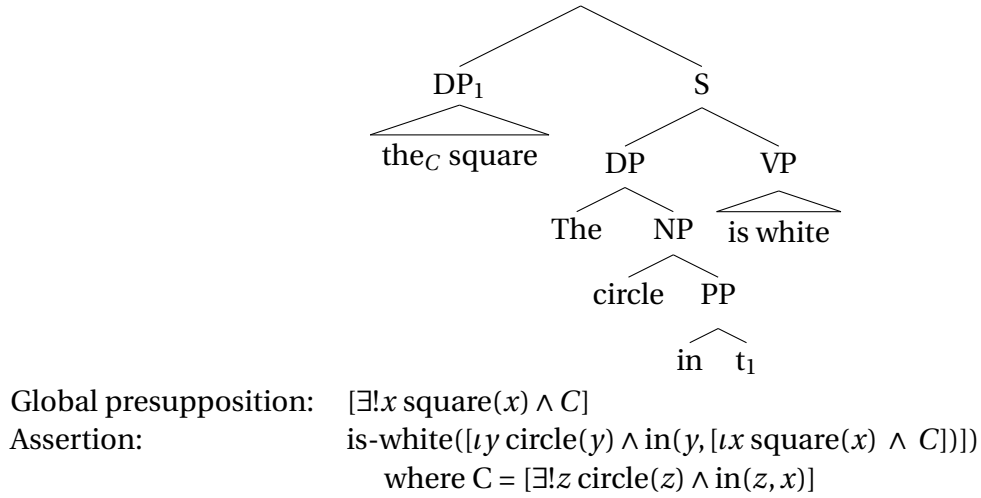 DP₁ S
the_C square DP VP
The NP is white
circle PP
in t₁
Global presupposition: [∃!x square(x) ∧ C]
Assertion: is-white([ιy circle(y) ∧ in(y, [ιx square(x) ∧ C])])
where C = [∃!z circle(z) ∧ in(z, x)]